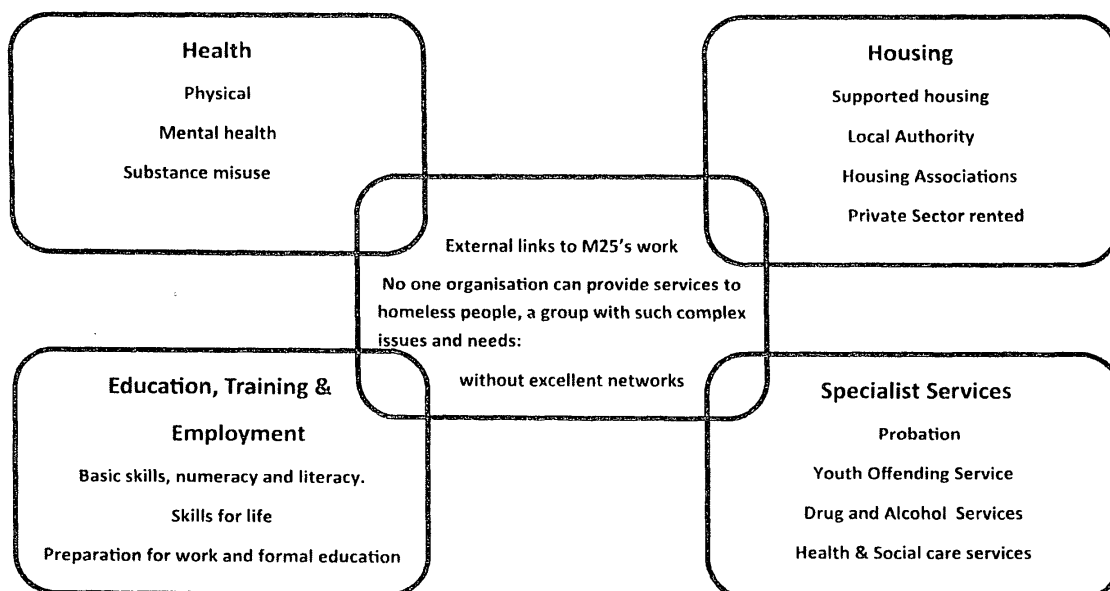 Health
Physical
Mental health
Substance misuse
Housing
Supported housing
Local Authority
Housing Associations
Private Sector rented
External links to M25's work
No one organisation can provide services to
homeless people, a group with such complex
issues and needs:
without excellent networks
Education, Training &
Employment
Basic skills, numeracy and literacy.
Skills for life
Preparation for work and formal education
Specialist Services
Probation
Youth Offending Service
Drug and Alcohol Services
Health & Social care services